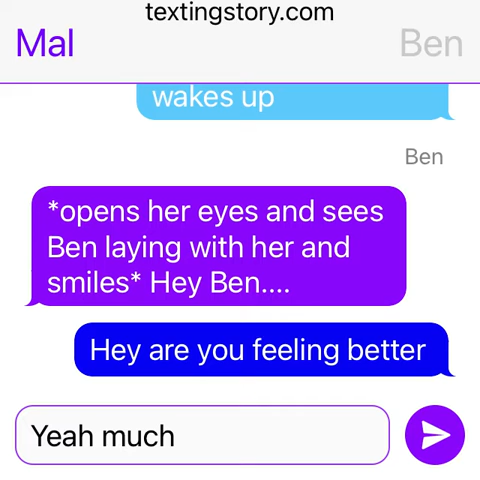 textingstory.com
Mal
Ben
wakes up
Ben
*opens her eyes and sees
Ben laying with her and
smiles* Hey Ben....
Hey are you feeling better
Yeah much